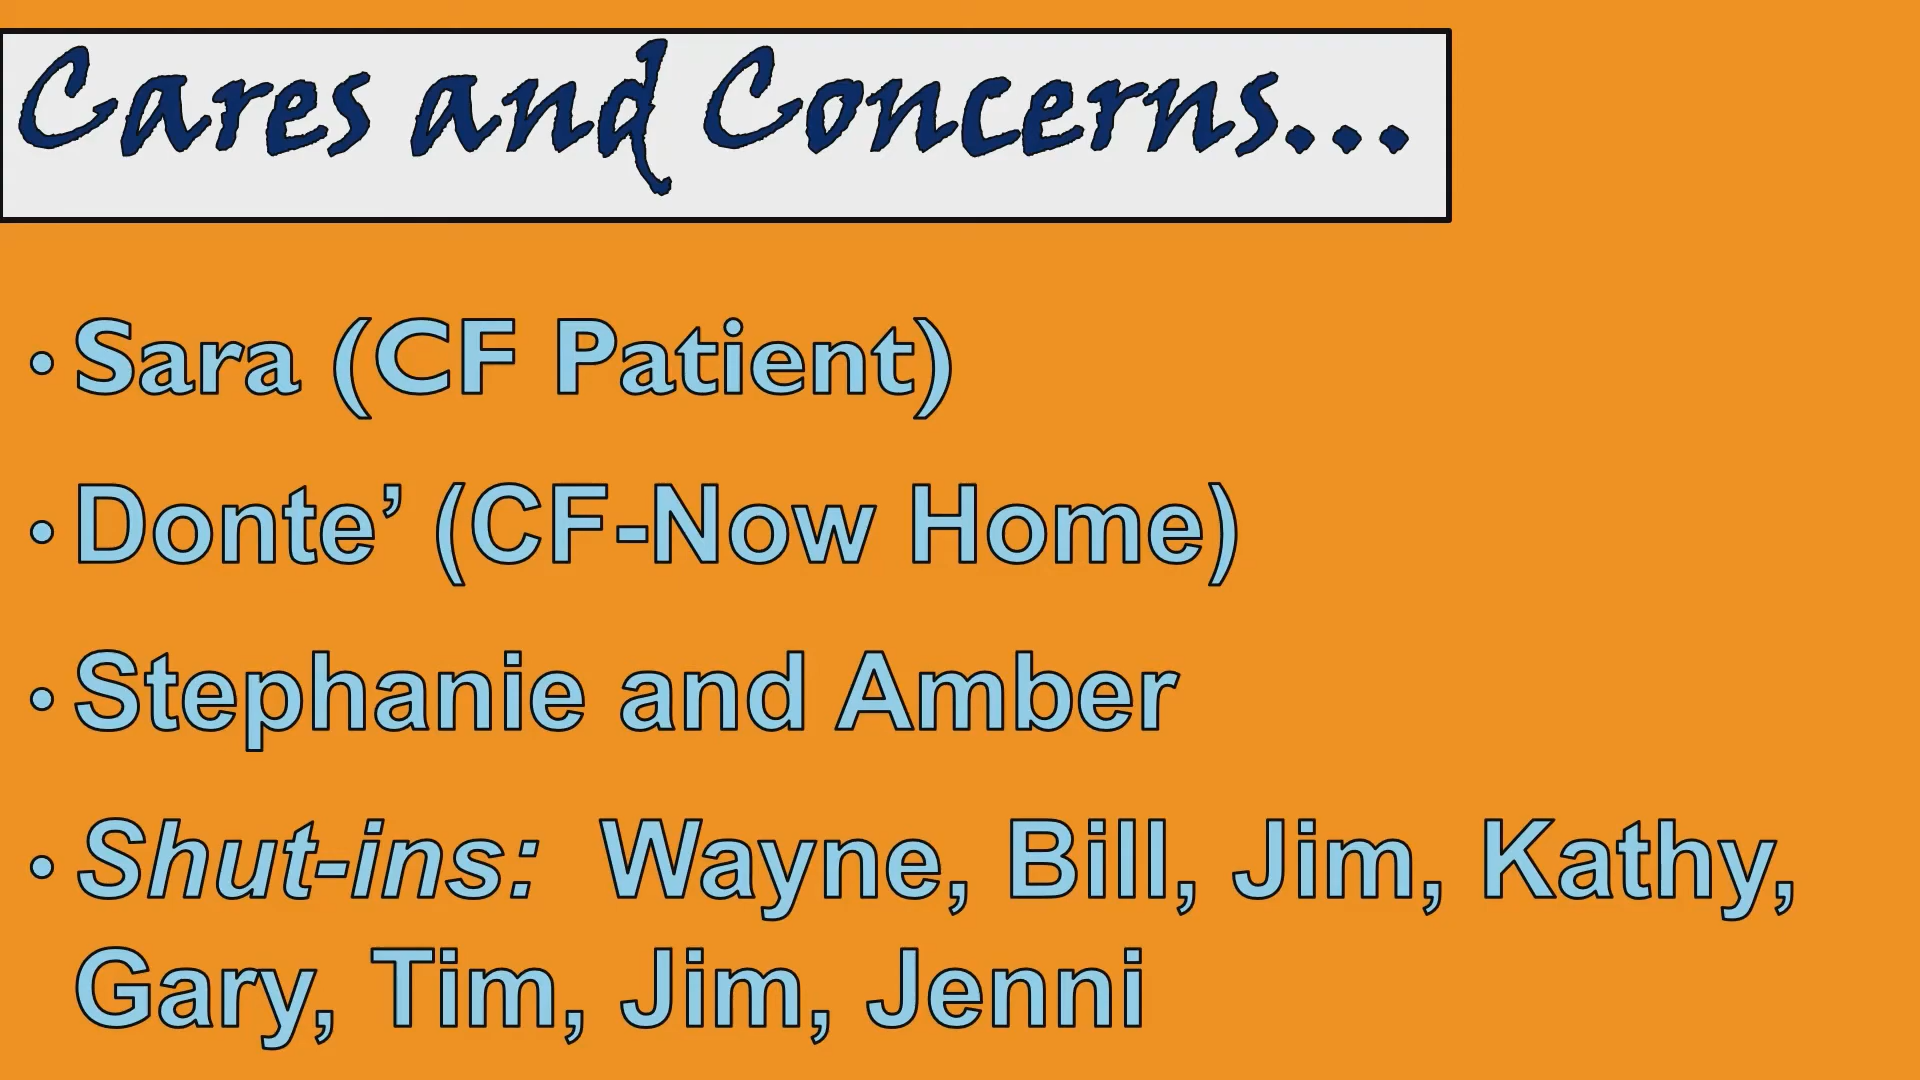 Cares and Concerns...
• Sara (CF Patient)
• Donte’ (CF-Now Home)
• Stephanie and Amber
• Shut-ins: Wayne, Bill, Jim, Kathy,
Gary, Tim, Jim, Jenni